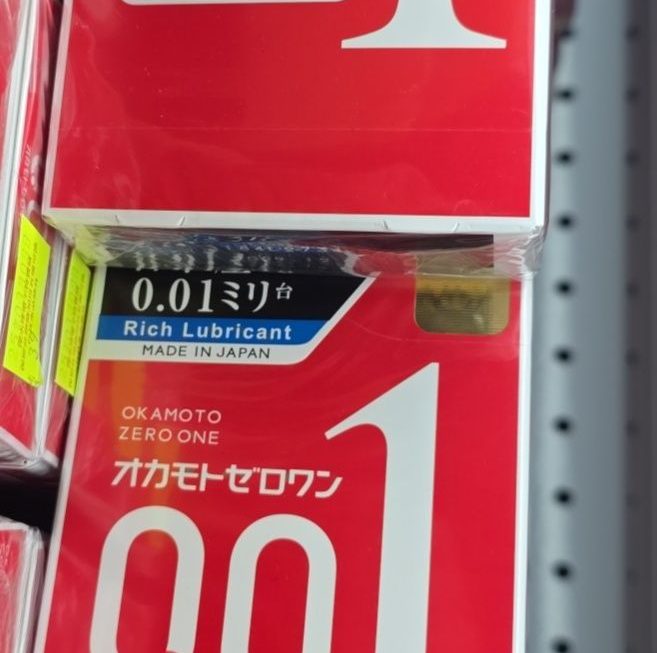 0.01ミリ台
Rich Lubricant
MADE IN JAPAN
OKAMOTO
ZERO ONE
オカモトゼロワン
001